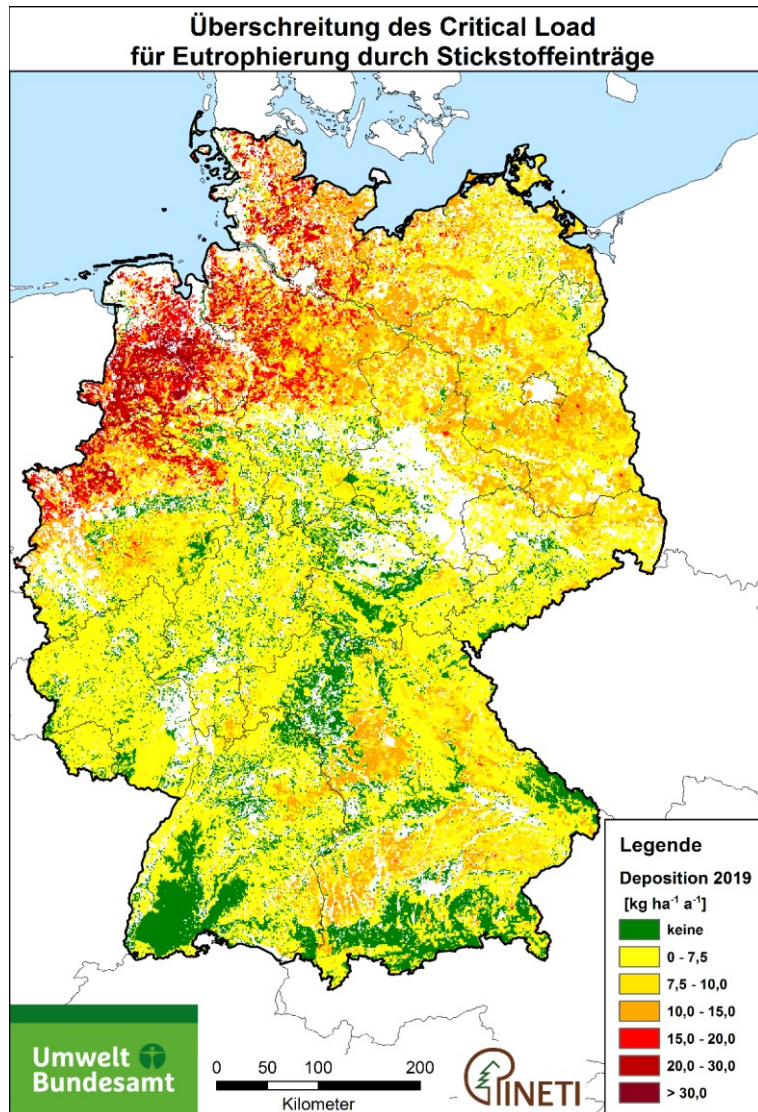 Überschreitung des Critical Load
für Eutrophierung durch Stickstoffeinträge
Legende
Deposition 2019
[kg ha⁻¹ a⁻¹]
keine
0 - 7,5
7,5 - 10,0
10,0 - 15,0
15,0 - 20,0
20,0 - 30,0
> 30,0
Umwelt
Bundesamt
0 50 100 200
Kilometer
PINETI